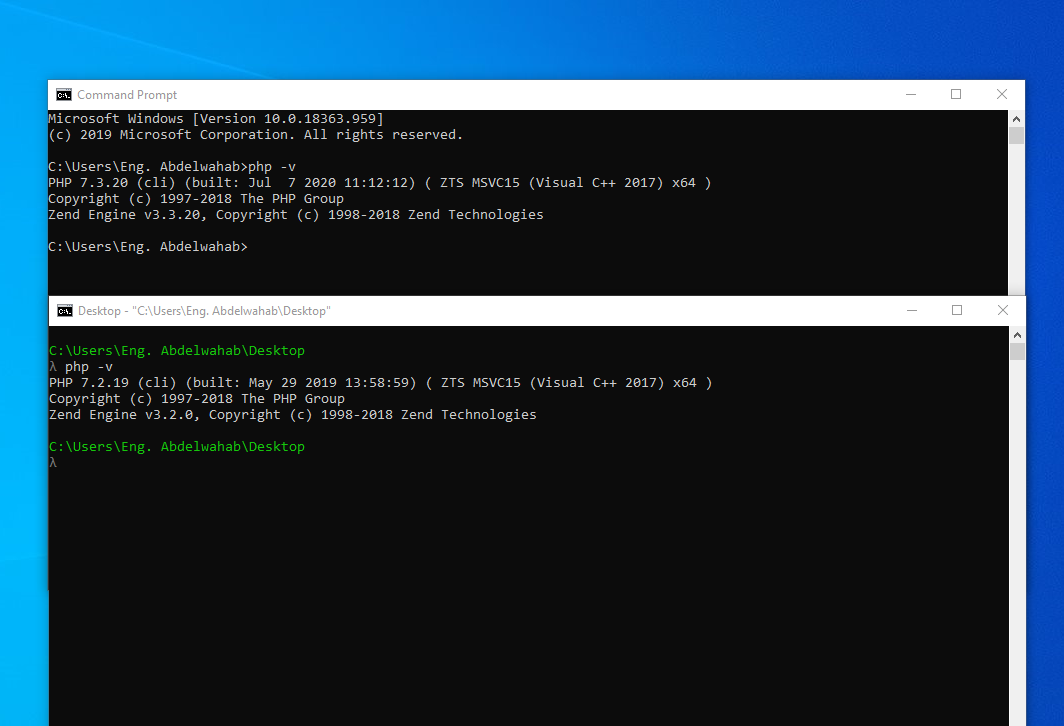 Command Prompt
Microsoft Windows [Version 10.0.18363.959]
(c) 2019 Microsoft Corporation. All rights reserved.
C:\Users\Eng. Abdelwahab>php -v
PHP 7.3.20 (cli) (built: Jul  7 2020 11:12:12) ( ZTS MSVC15 (Visual C++ 2017) x64 )
Copyright (c) 1997-2018 The PHP Group
Zend Engine v3.3.20, Copyright (c) 1998-2018 Zend Technologies
C:\Users\Eng. Abdelwahab>
Desktop - "C:\Users\Eng. Abdelwahab\Desktop"
C:\Users\Eng. Abdelwahab\Desktop
λ php -v
PHP 7.2.19 (cli) (built: May 29 2019 13:58:59) ( ZTS MSVC15 (Visual C++ 2017) x64 )
Copyright (c) 1997-2018 The PHP Group
Zend Engine v3.2.0, Copyright (c) 1998-2018 Zend Technologies
C:\Users\Eng. Abdelwahab\Desktop
λ